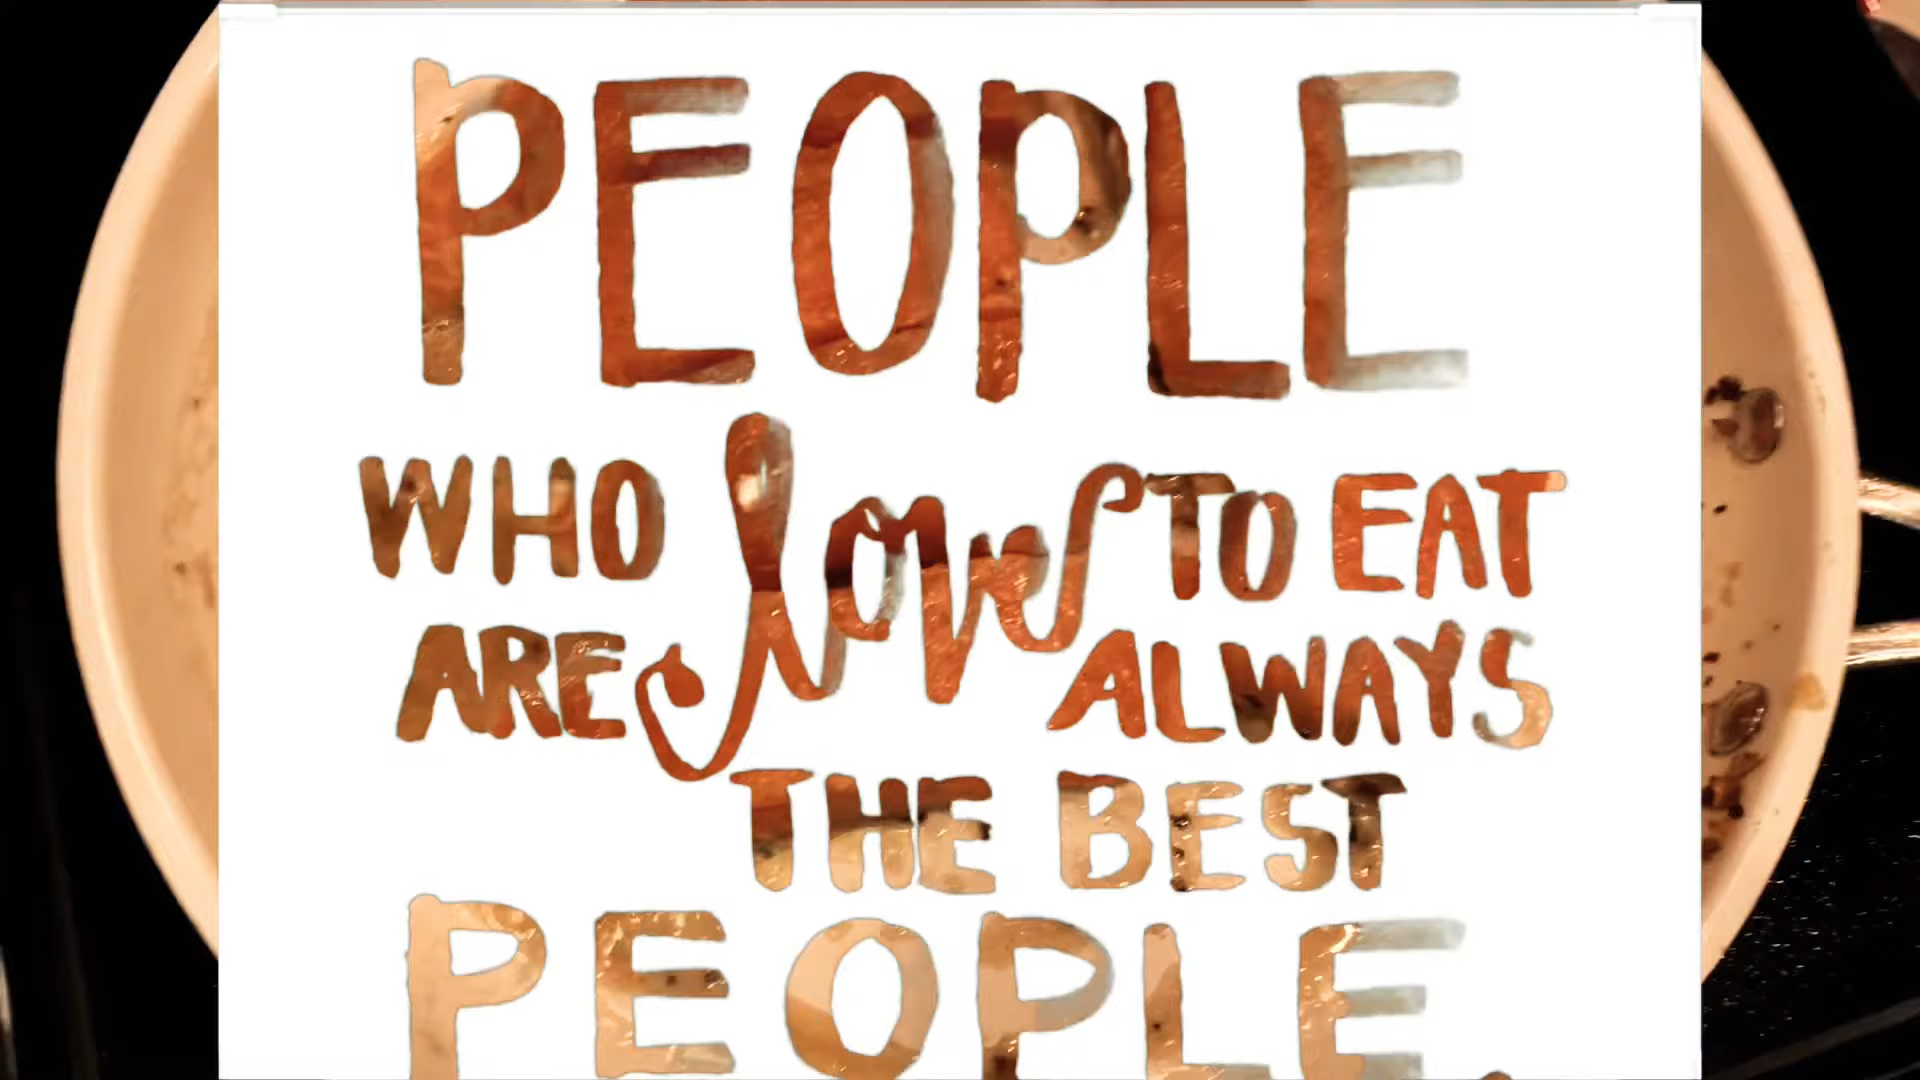 PEOPLE
WHO love TO EAT
ARE ALWAYS
THE BEST
PEOPLE.